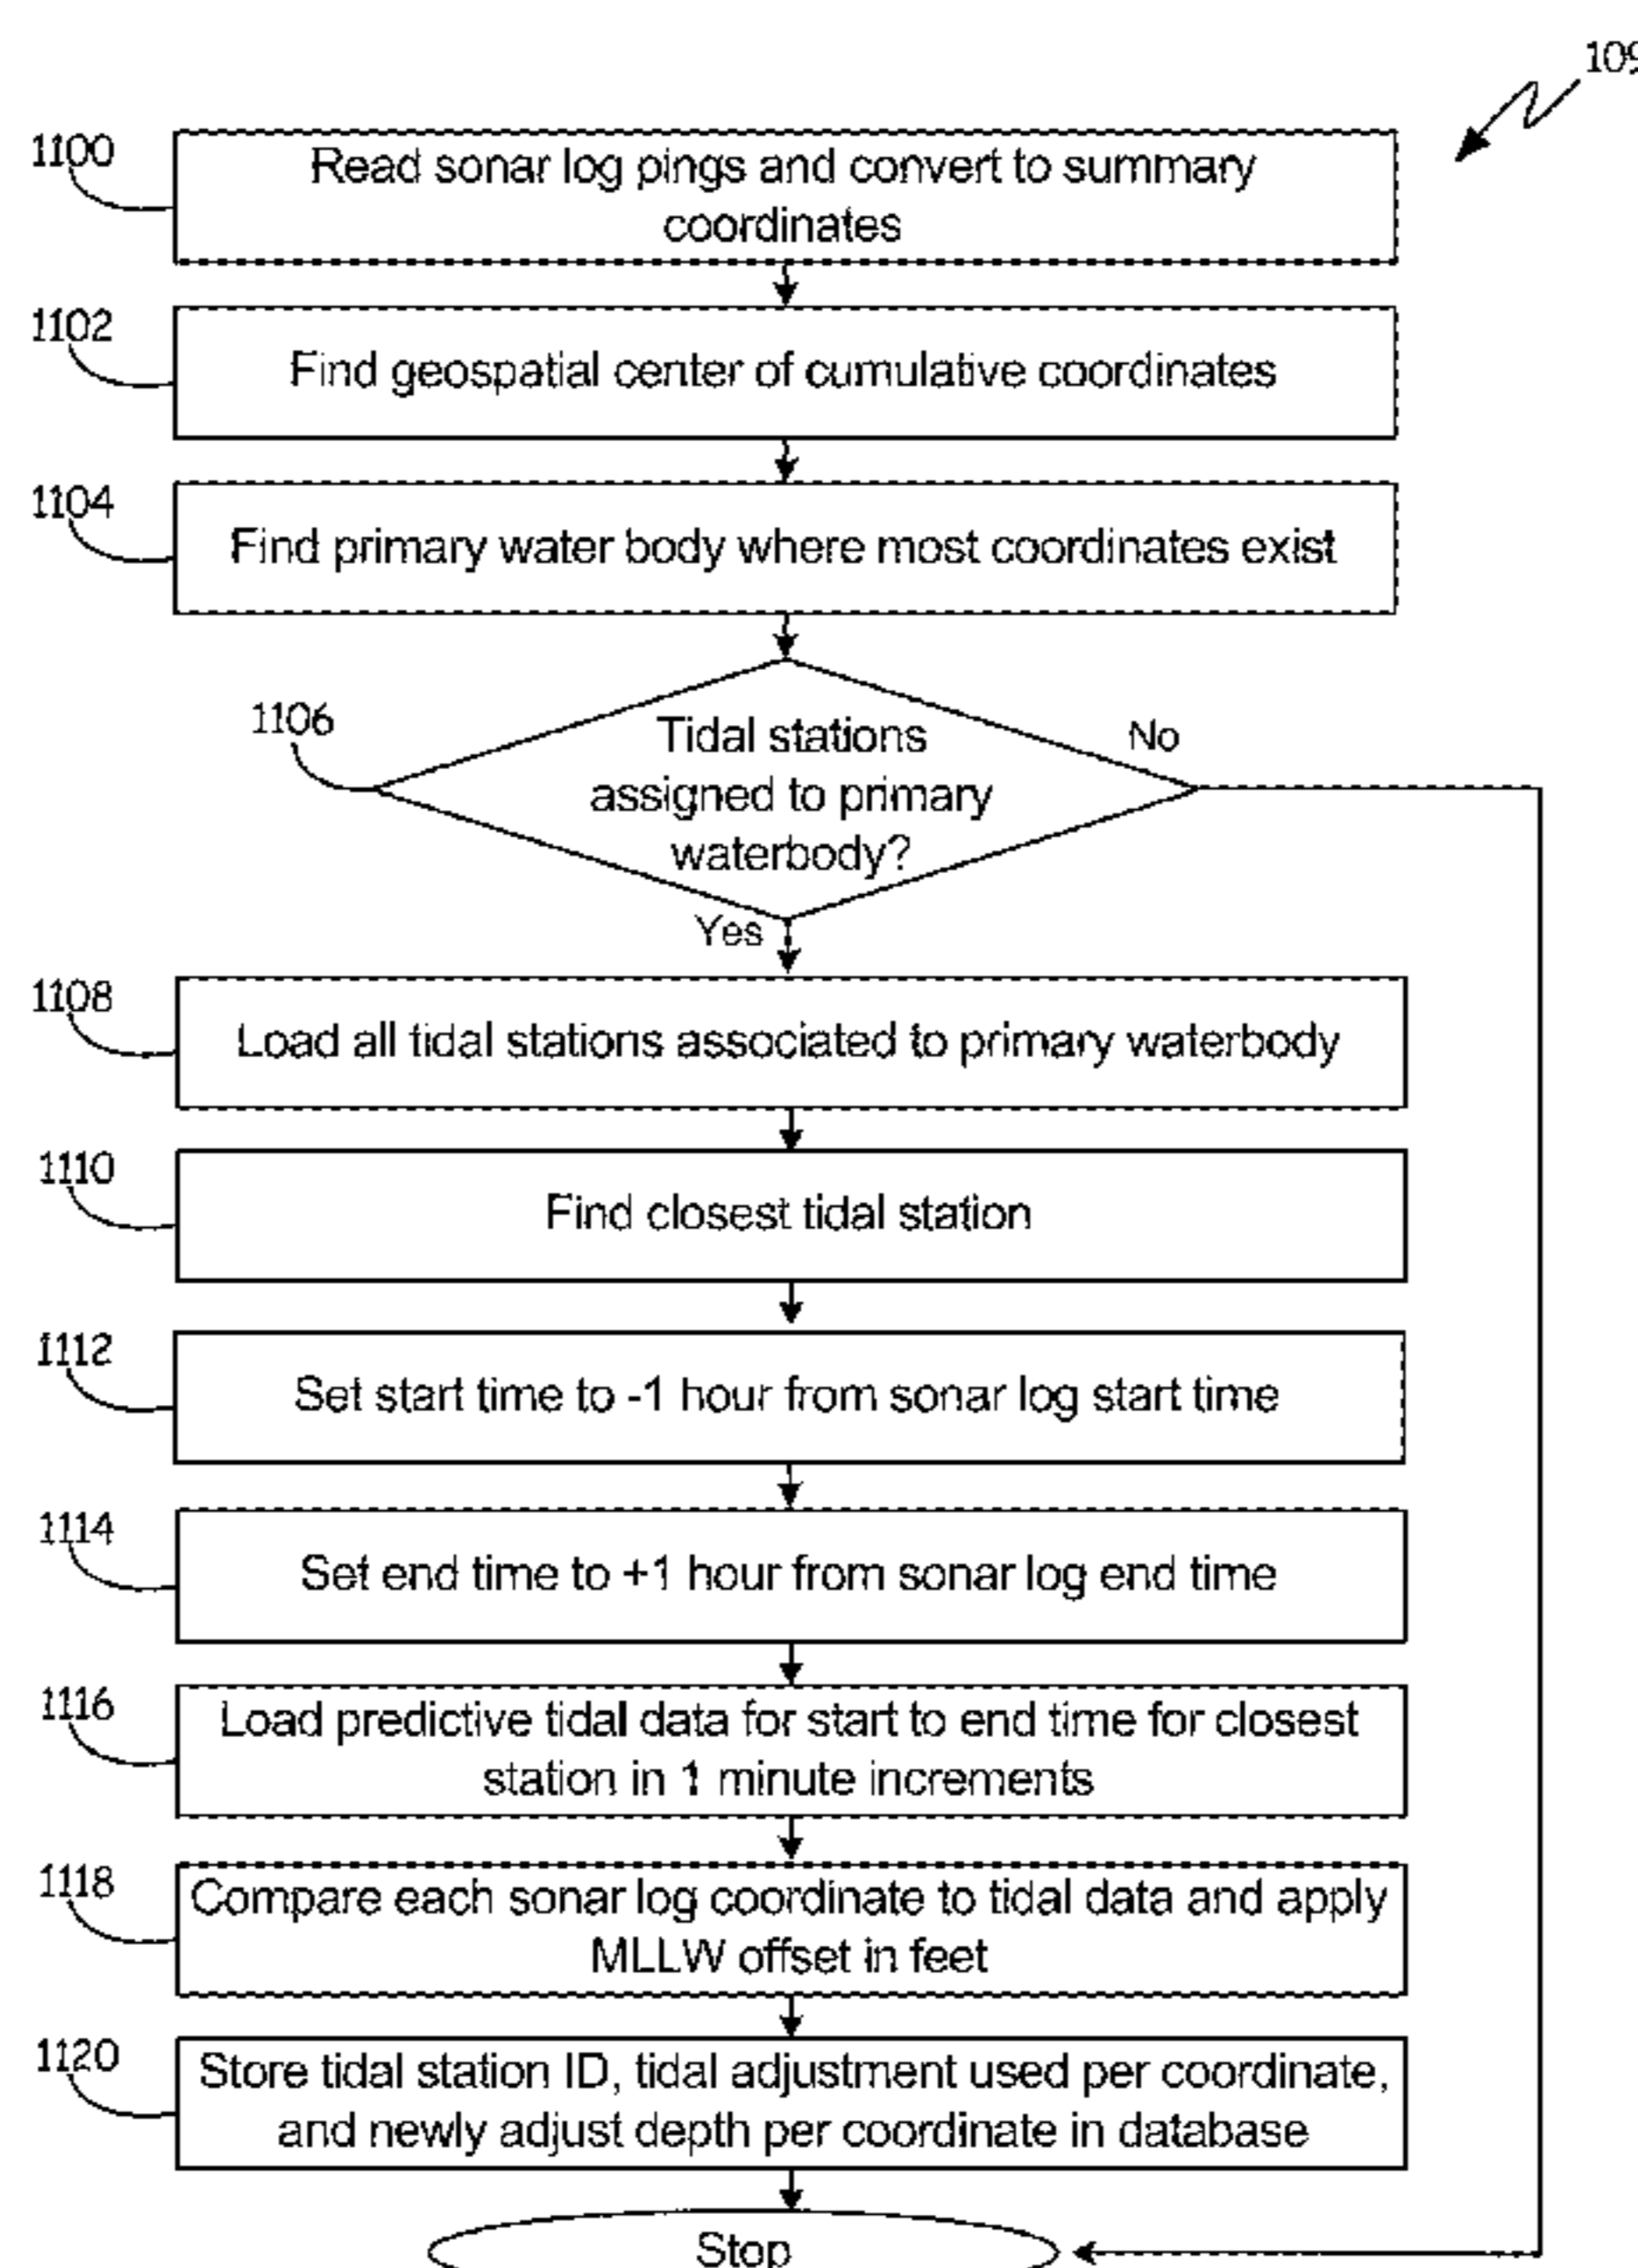 109
1100
Read sonar log pings and convert to summary
coordinates
1102
Find geospatial center of cumulative coordinates
1104
Find primary water body where most coordinates exist
1106
Tidal stations
assigned to primary
waterbody?
No
Yes
1108
Load all tidal stations associated to primary waterbody
1110
Find closest tidal station
1112
Set start time to -1 hour from sonar log start time
1114
Set end time to +1 hour from sonar log end time
1116
Load predictive tidal data for start to end time for closest
station in 1 minute increments
1118
Compare each sonar log coordinate to tidal data and apply
MLLW offset in feet
1120
Store tidal station ID, tidal adjustment used per coordinate,
and newly adjust depth per coordinate in database
Stop